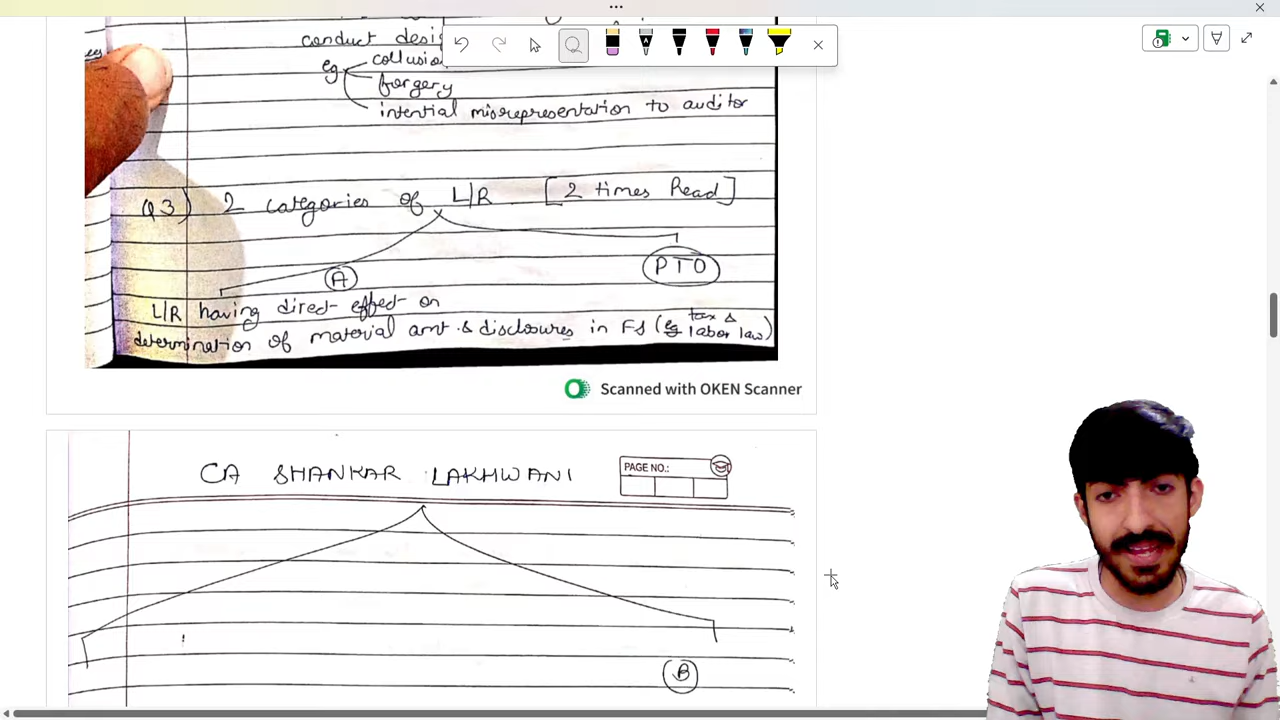 conduct desi
eg collusio
forgery
intential misrepresentation to auditor
Q3) 2 categories of L/R [2 times Read]
A
PTO
L/R having direct effect on
determination of material amt & disclosures in FS (eg tax & labor law)
Scanned with OKEN Scanner
CA SHANKAR LAKHWANI
PAGE NO.:
B